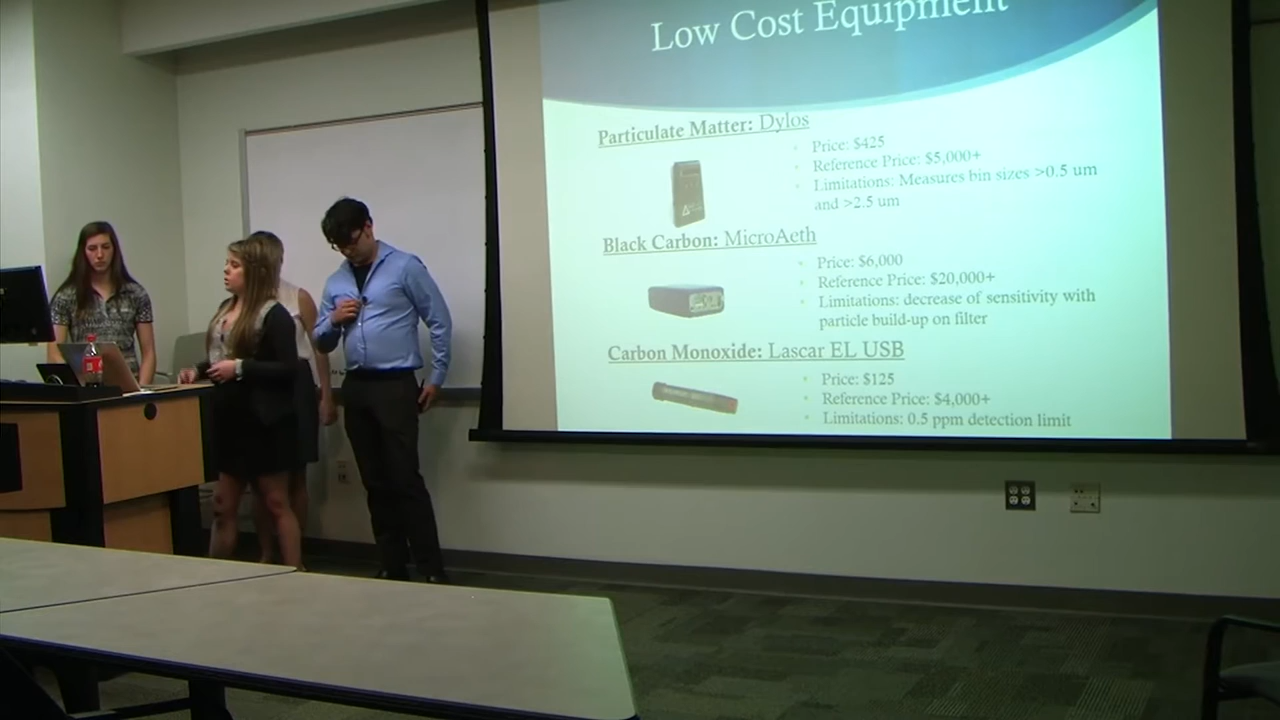 Low Cost Equipment
Particulate Matter: Dylos
Price: $425
Reference Price: $5,000+
Limitations: Measures bin sizes >0.5 um
and >2.5 um
Black Carbon: MicroAeth
Price: $6,000
Reference Price: $20,000+
Limitations: decrease of sensitivity with
particle build-up on filter
Carbon Monoxide: Lascar EL USB
Price: $125
Reference Price: $4,000+
Limitations: 0.5 ppm detection limit